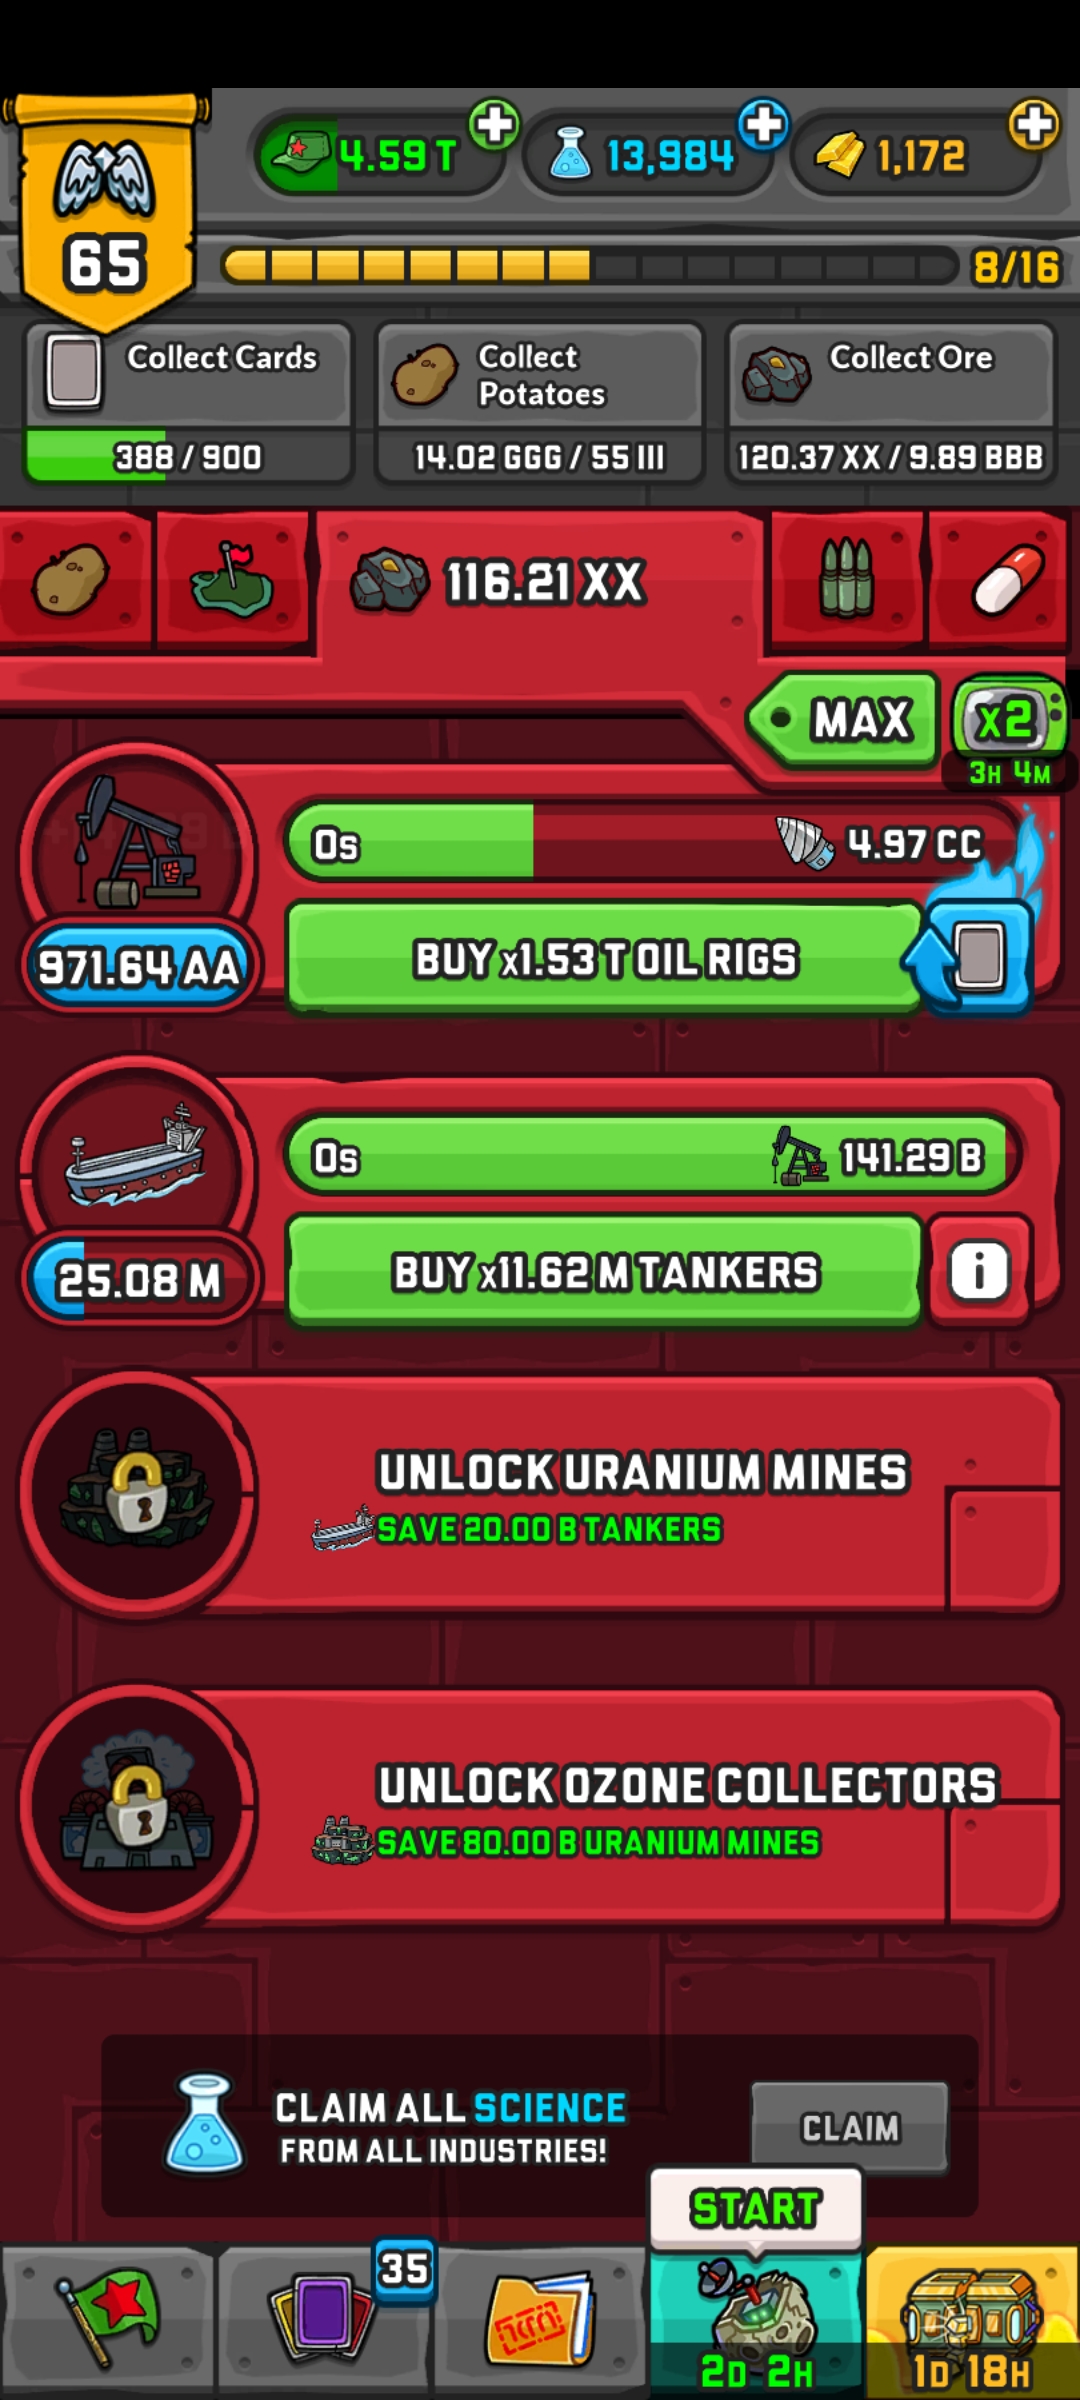 4.59 T
13,984
1,172
65
8/16
Collect Cards
388 / 900
Collect
Potatoes
14.02 GGG / 55 III
Collect Ore
120.37 XX / 9.89 BBB
116.21 XX
MAX
x2
3H 4M
0s
4.97 CC
971.64 AA
BUY x1.53 T OIL RIGS
0s
141.29 B
25.08 M
BUY x11.62 M TANKERS
i
UNLOCK URANIUM MINES
SAVE 20.00 B TANKERS
UNLOCK OZONE COLLECTORS
SAVE 80.00 B URANIUM MINES
CLAIM ALL SCIENCE
FROM ALL INDUSTRIES!
CLAIM
START
35
2D 2H
1D 18H